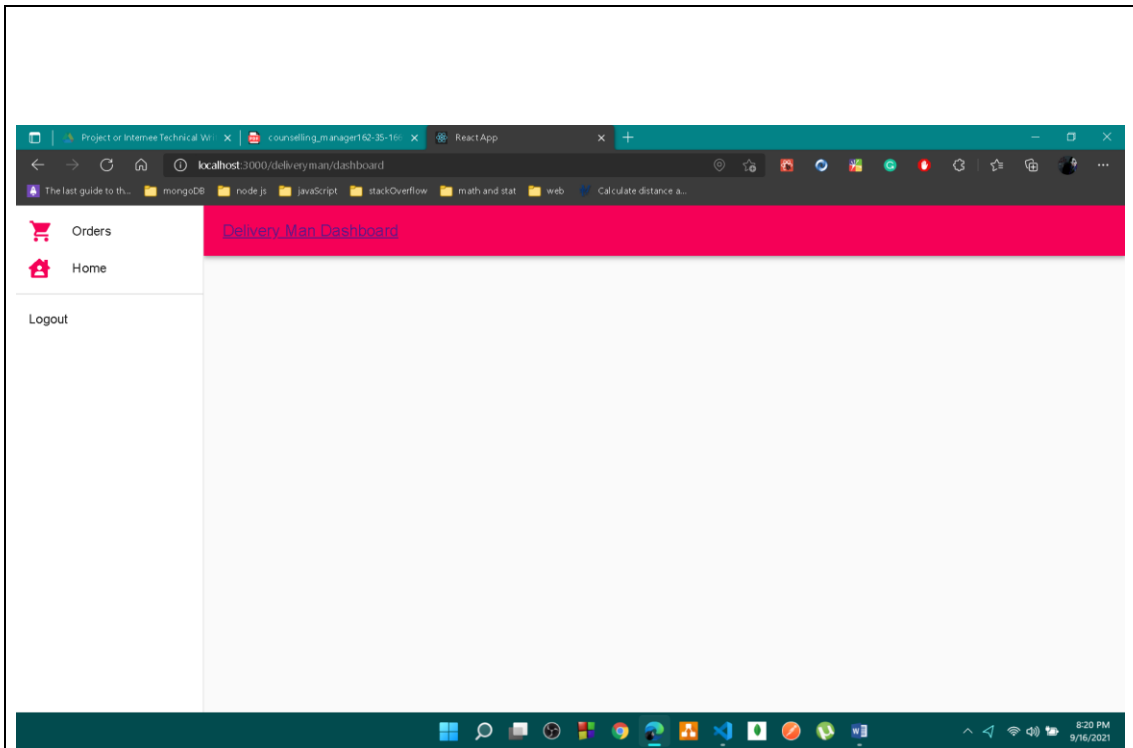 Project or Internee Technical Wri
counselling_manager162-35-166
React App
localhost:3000/deliveryman/dashboard
The last guide to th...
mongoDB
node js
javaScript
stackOverflow
math and stat
web
Calculate distance a...
Orders
Delivery Man Dashboard
Home
Logout
8:20 PM
9/16/2021